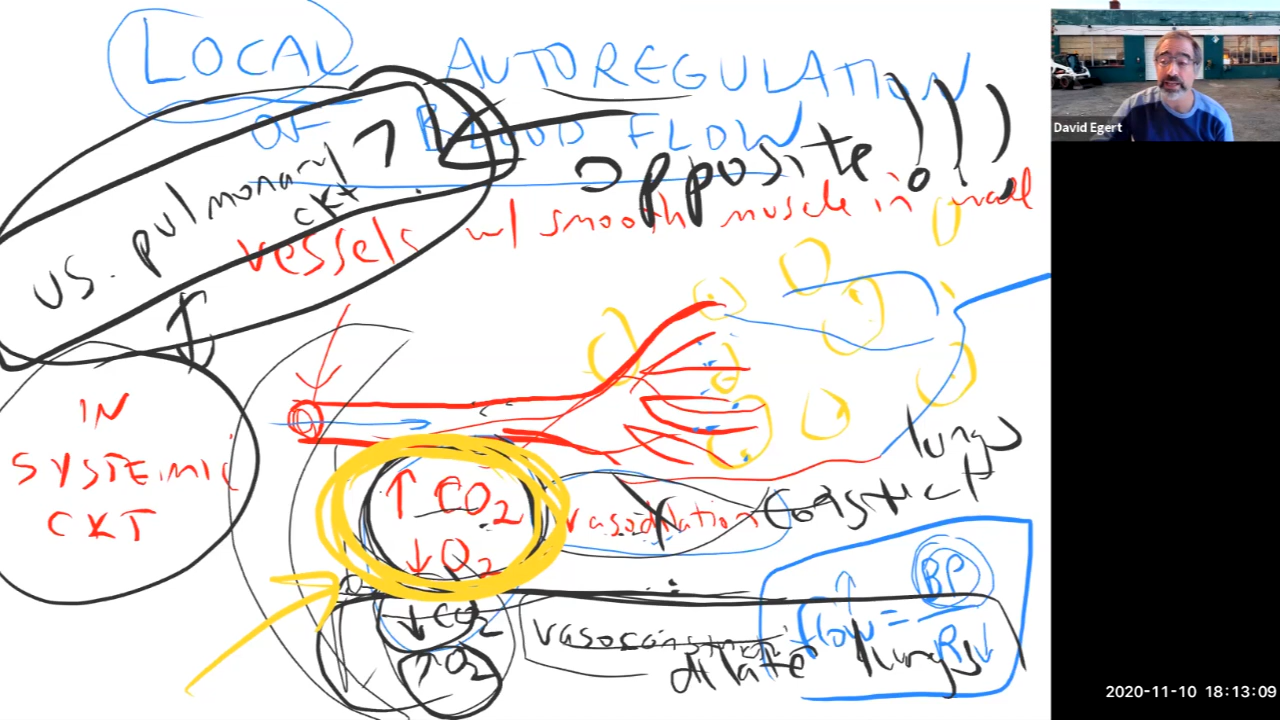 LOCAL AUTOREGULATION
OF BLOOD FLOW
vs. pulmonary ckt ?
opposite !!!
vessels w/ smooth muscle in wall
IN
SYSTEMIC
CKT
↑ CO2
↓ O2
vasodilation
constrict
lungs
↓ CO2
↑ O2
vasoconstriction
dilate lungs
↑ flow = BP / R↓
David Egert
2020-11-10 18:13:09